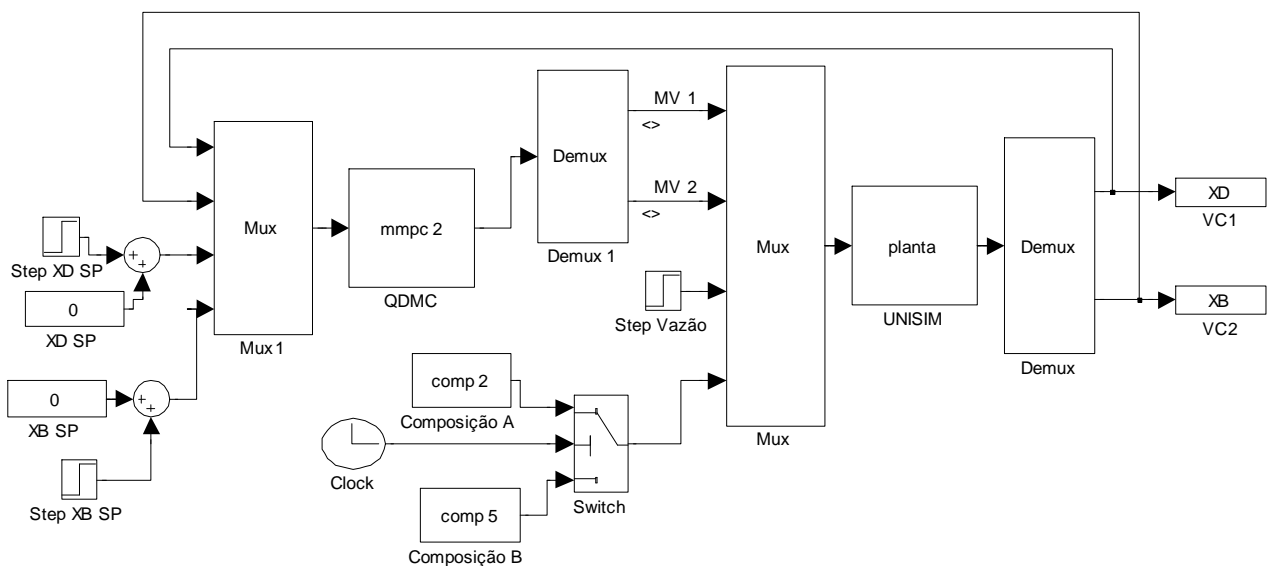 MV 1
<>
MV 2
<>
Demux
Demux 1
Mux
Mux 1
mmpc 2
QDMC
Step XD SP
0
XD SP
0
XB SP
Step XB SP
Step Vazão
comp 2
Composição A
Clock
comp 5
Composição B
Switch
Mux
Mux
planta
UNISIM
Demux
Demux
XD
VC1
XB
VC2